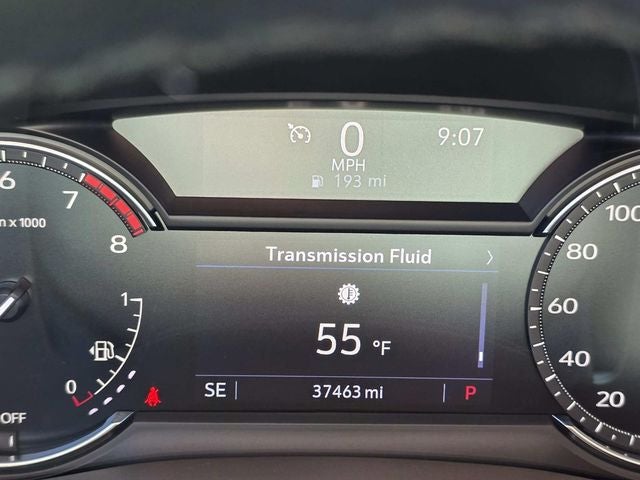 0
9:07
MPH
193 mi
6
7
8
n x 1000
Transmission Fluid
55 °F
1
0
OFF
SE
37463 mi
P
100
80
60
40
20